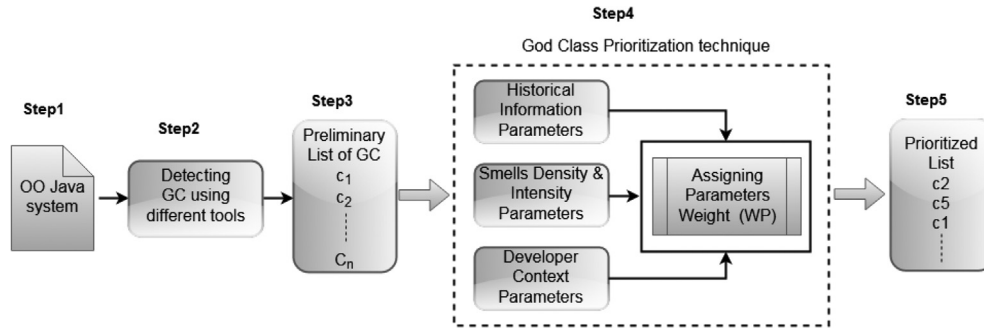 Step1
OO Java
system
Step2
Detecting
GC using
different tools
Step3
Preliminary
List of GC
c1
c2
Cn
Step4
God Class Prioritization technique
Historical
Information
Parameters
Smells Density &
Intensity
Parameters
Developer
Context
Parameters
Assigning
Parameters
Weight (WP)
Step5
Prioritized
List
c2
c5
c1